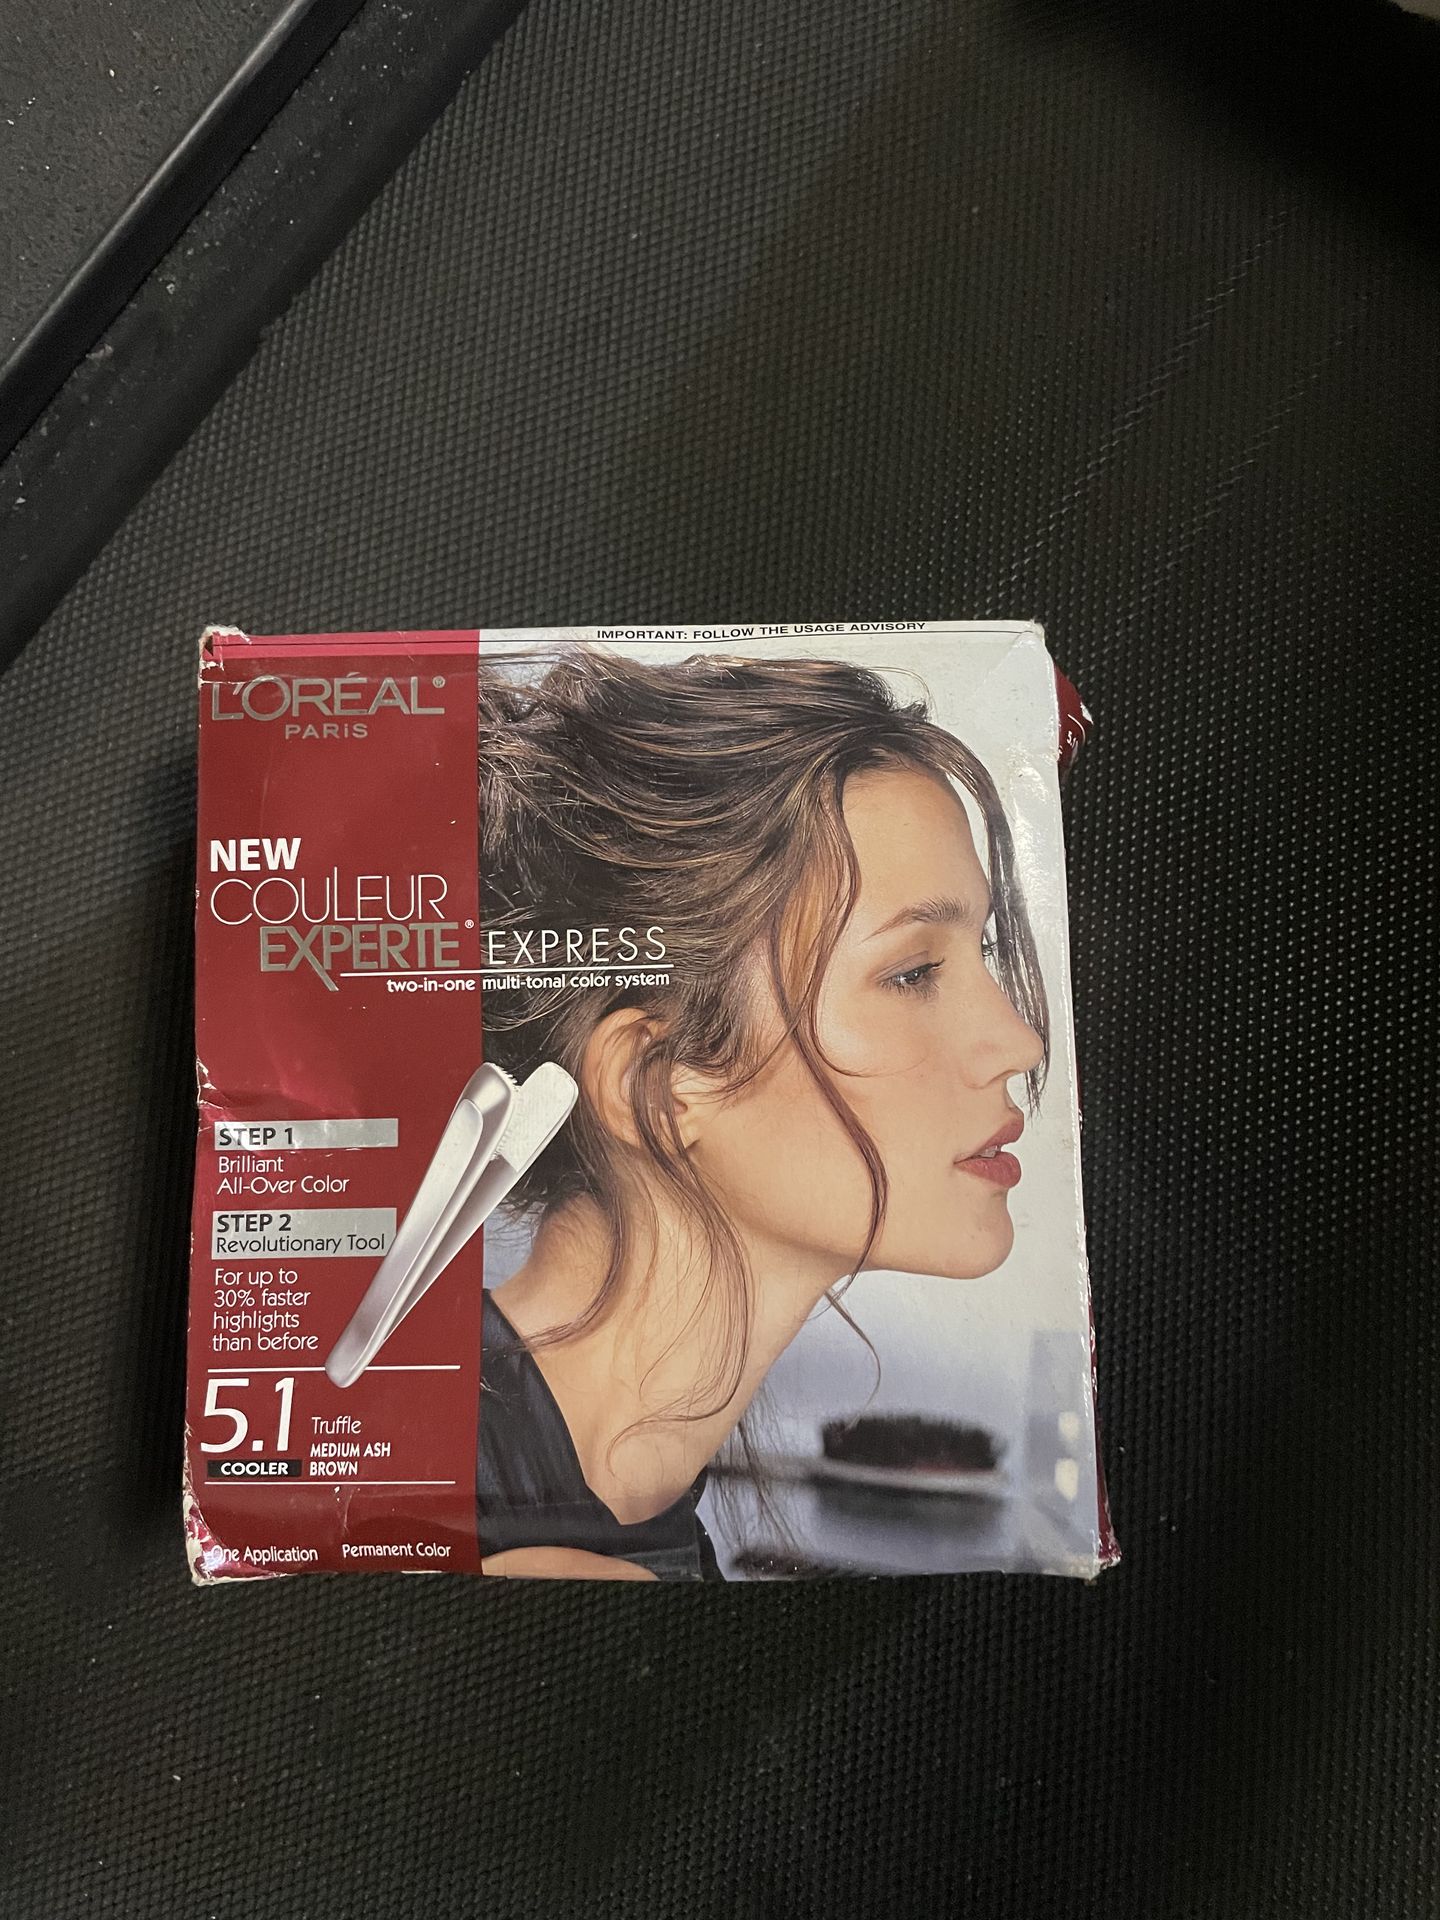 IMPORTANT: FOLLOW THE USAGE ADVISORY
L'ORÉAL®
PARiS
NEW
COULEUR
EXPERTE® EXPRESS
two-in-one multi-tonal color system
STEP 1
Brilliant
All-Over Color
STEP 2
Revolutionary Tool
For up to
30% faster
highlights
than before
5.1 Truffle
MEDIUM ASH
COOLER BROWN
One Application Permanent Color
5.1